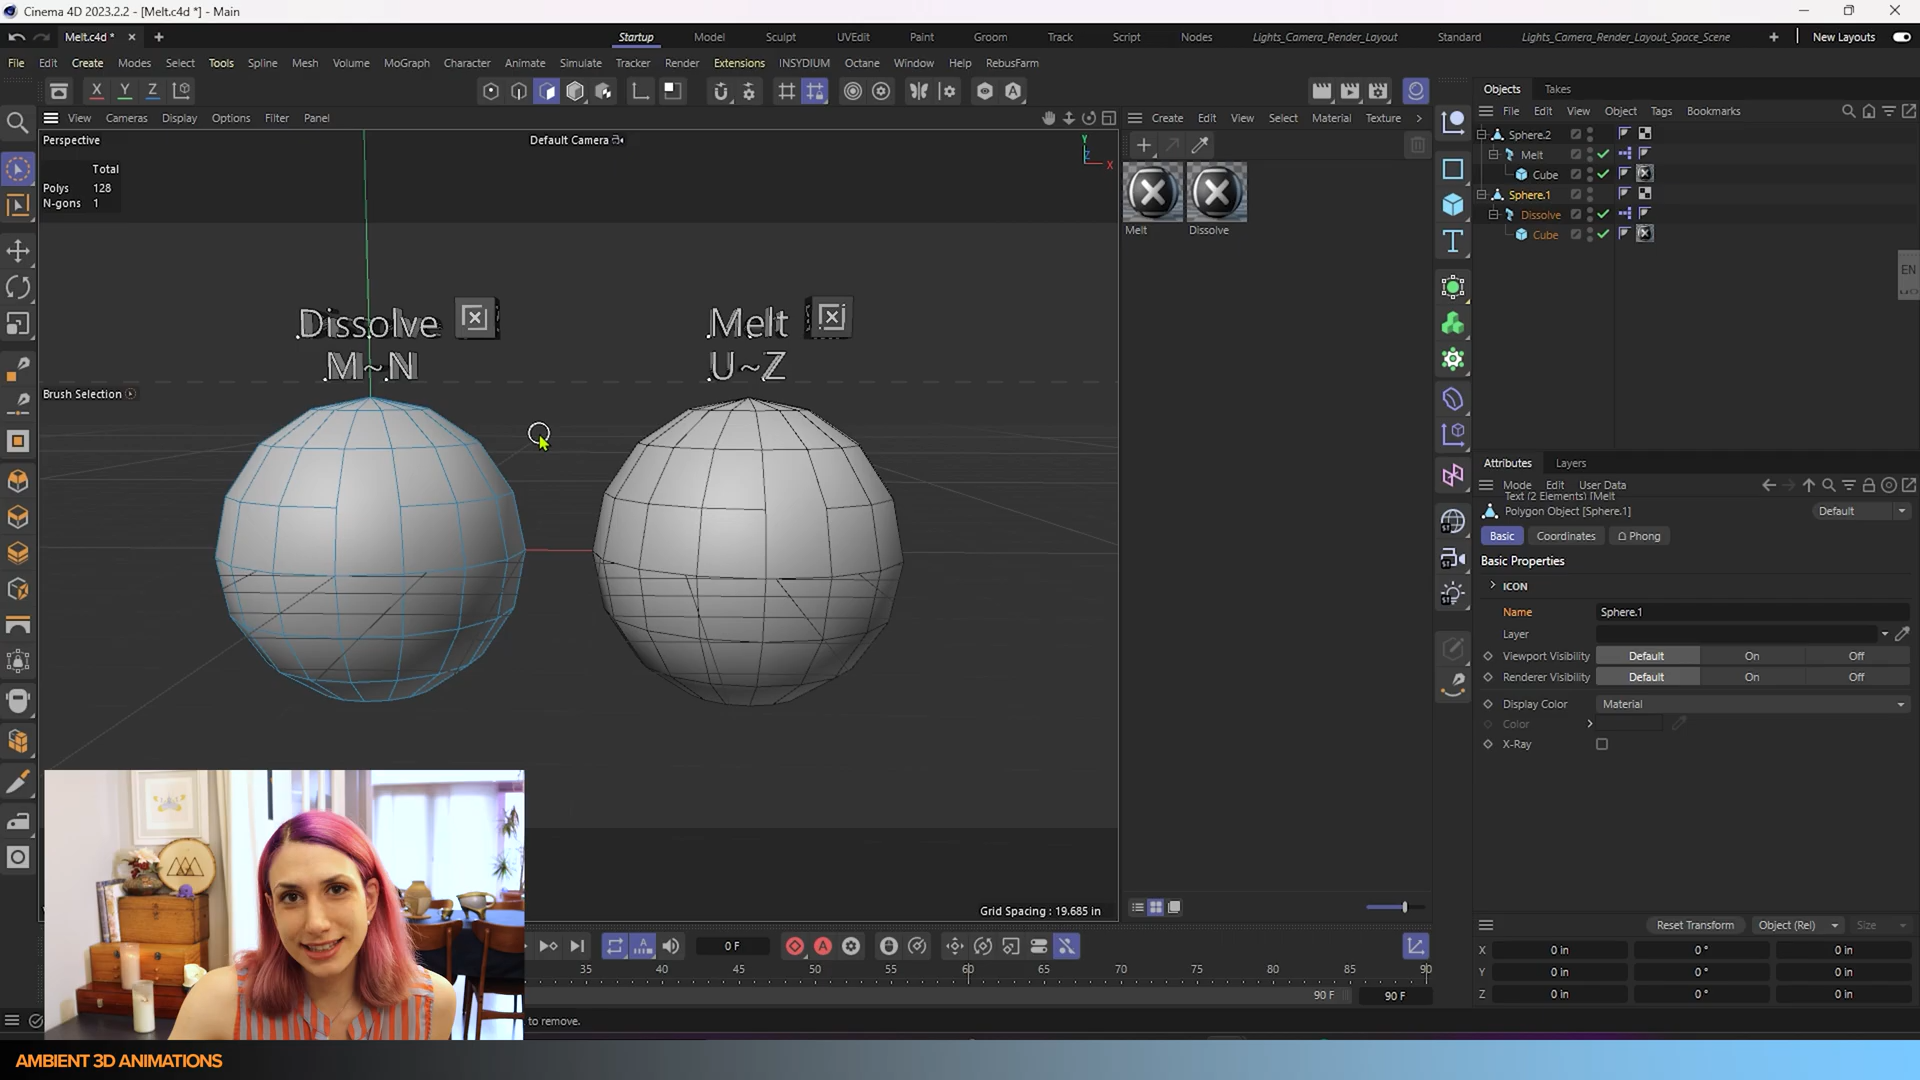 Cinema 4D 2023.2.2 - [Melt.c4d *] - Main
Melt.c4d *
Startup Model Sculpt UVEdit Paint Groom Track Script Nodes Lights_Camera_Render_Layout Standard Lights_Camera_Render_Layout_Space_Scene New Layouts
File Edit Create Modes Select Tools Spline Mesh Volume MoGraph Character Animate Simulate Tracker Render Extensions INSYDIUM Octane Window Help RebusFarm
X Y Z
Objects Takes
View Cameras Display Options Filter Panel
Create Edit View Select Material Texture
File Edit View Object Tags Bookmarks
Perspective
Default Camera
Y
Z
X
Total
Polys 128
N-gons 1
Melt
Dissolve
Sphere.2
Melt
Cube
Sphere.1
Dissolve
Cube
EN
Dissolve
M~N
Melt
U~Z
Brush Selection
Attributes Layers
Mode Edit User Data
Text (2 Elements) [Melt
Polygon Object [Sphere.1]
Default
Basic Coordinates Phong
Basic Properties
ICON
Name Sphere.1
Layer
Viewport Visibility Default On Off
Renderer Visibility Default On Off
Display Color Material
Color
X-Ray
Grid Spacing : 19.685 in
Reset Transform Object (Rel) Size
0 F
X 0 in 0 ° 0 in
Y 0 in 0 ° 0 in
Z 0 in 0 ° 0 in
35 40 45 50 55 60 65 70 75 80 85 90
90 F 90 F
to remove.
AMBIENT 3D ANIMATIONS